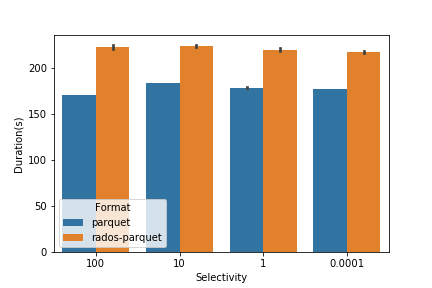 200
150
100
50
0
Duration(s)
Format
parquet
rados-parquet
100 10 1 0.0001
Selectivity